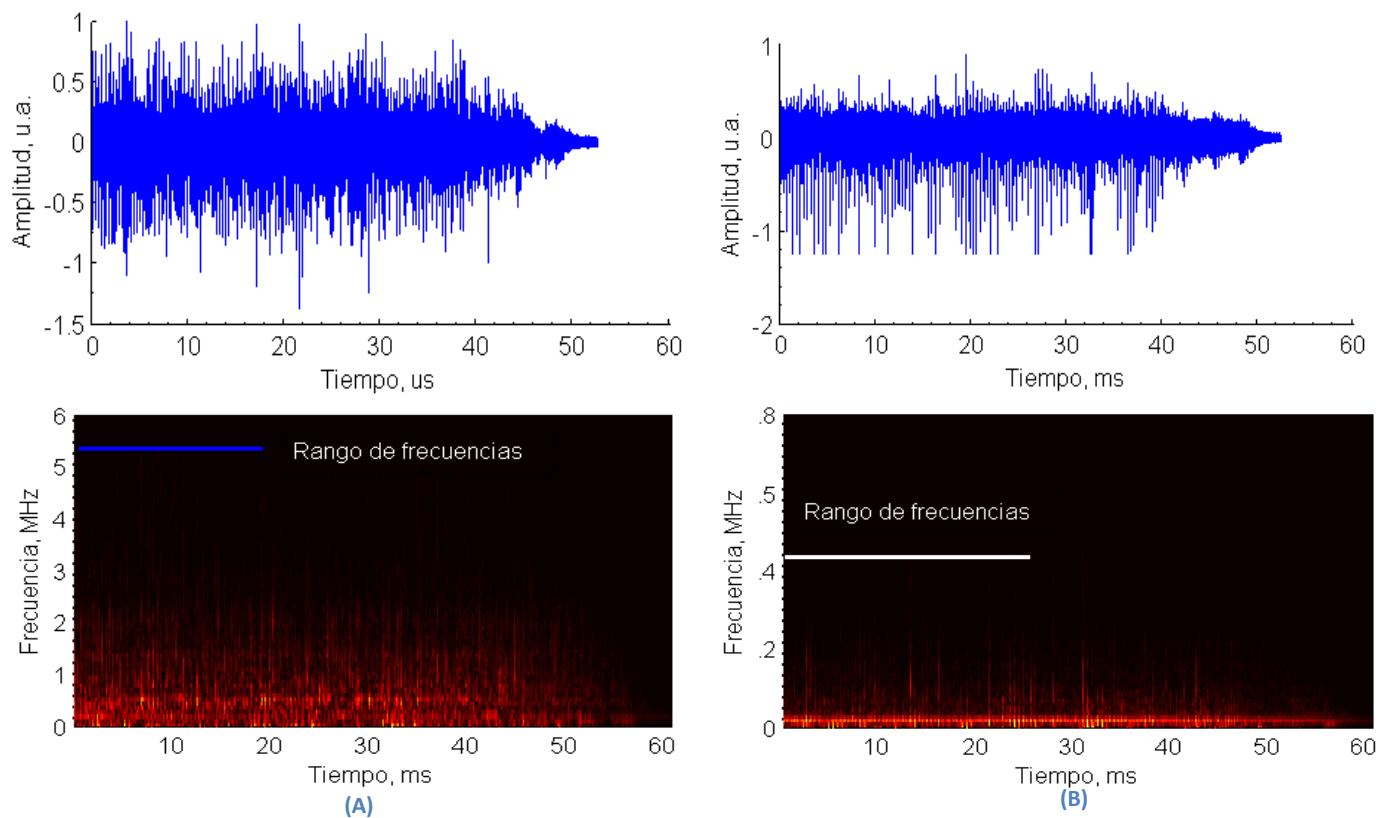 1
0.5
0
-0.5
-1
-1.5
Amplitud, u.a.
0 10 20 30 40 50 60
Tiempo, us
1
0
-1
-2
Amplitud, u.a.
0 10 20 30 40 50 60
Tiempo, ms
6
5
4
3
2
1
0
Frecuencia, MHz
Rango de frecuencias
10 20 30 40 50 60
Tiempo, ms
(A)
.8
.5
.4
.2
0
Frecuencia, MHz
Rango de frecuencias
10 20 30 40 50 60
Tiempo, ms
(B)